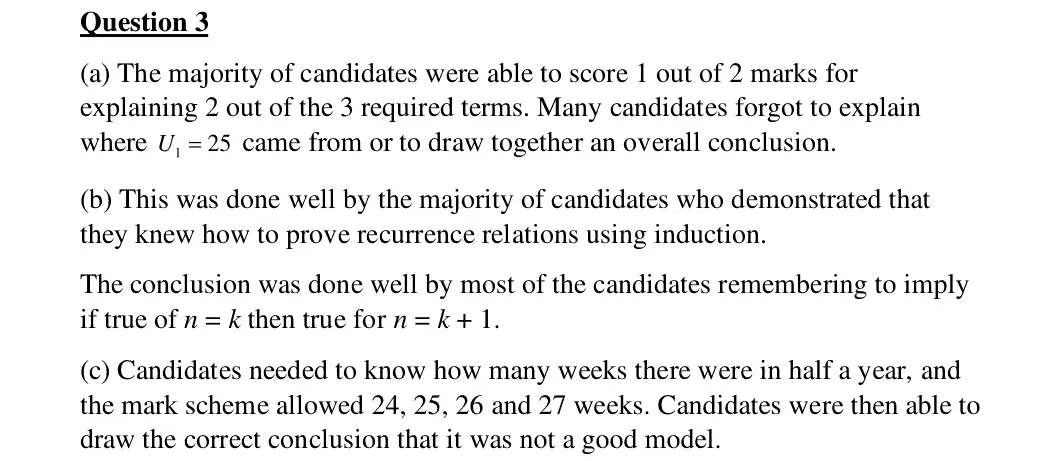 Question 3
(a) The majority of candidates were able to score 1 out of 2 marks for
explaining 2 out of the 3 required terms. Many candidates forgot to explain
where U₁ = 25 came from or to draw together an overall conclusion.
(b) This was done well by the majority of candidates who demonstrated that
they knew how to prove recurrence relations using induction.
The conclusion was done well by most of the candidates remembering to imply
if true of n = k then true for n = k + 1.
(c) Candidates needed to know how many weeks there were in half a year, and
the mark scheme allowed 24, 25, 26 and 27 weeks. Candidates were then able to
draw the correct conclusion that it was not a good model.